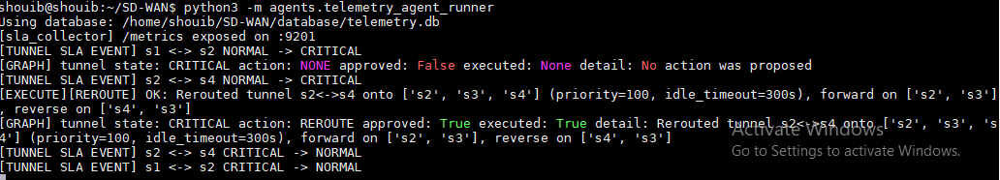 shouib@shouib:~/SD-WAN$ python3 -m agents.telemetry_agent_runner
Using database: /home/shouib/SD-WAN/database/telemetry.db
[sla_collector] /metrics exposed on :9201
[TUNNEL SLA EVENT] s1 <-> s2 NORMAL -> CRITICAL
[GRAPH] tunnel state: CRITICAL action: NONE approved: False executed: None detail: No action was proposed
[TUNNEL SLA EVENT] s2 <-> s4 NORMAL -> CRITICAL
[EXECUTE][REROUTE] OK: Rerouted tunnel s2<->s4 onto ['s2', 's3', 's4'] (priority=100, idle_timeout=300s), forward on ['s2', 's3']
, reverse on ['s4', 's3']
[GRAPH] tunnel state: CRITICAL action: REROUTE approved: True executed: True detail: Rerouted tunnel s2<->s4 onto ['s2', 's3', 's
4'] (priority=100, idle_timeout=300s), forward on ['s2', 's3'], reverse on ['s4', 's3']
[TUNNEL SLA EVENT] s2 <-> s4 CRITICAL -> NORMAL
[TUNNEL SLA EVENT] s1 <-> s2 CRITICAL -> NORMAL
Activate Windows
Go to Settings to activate Windows.